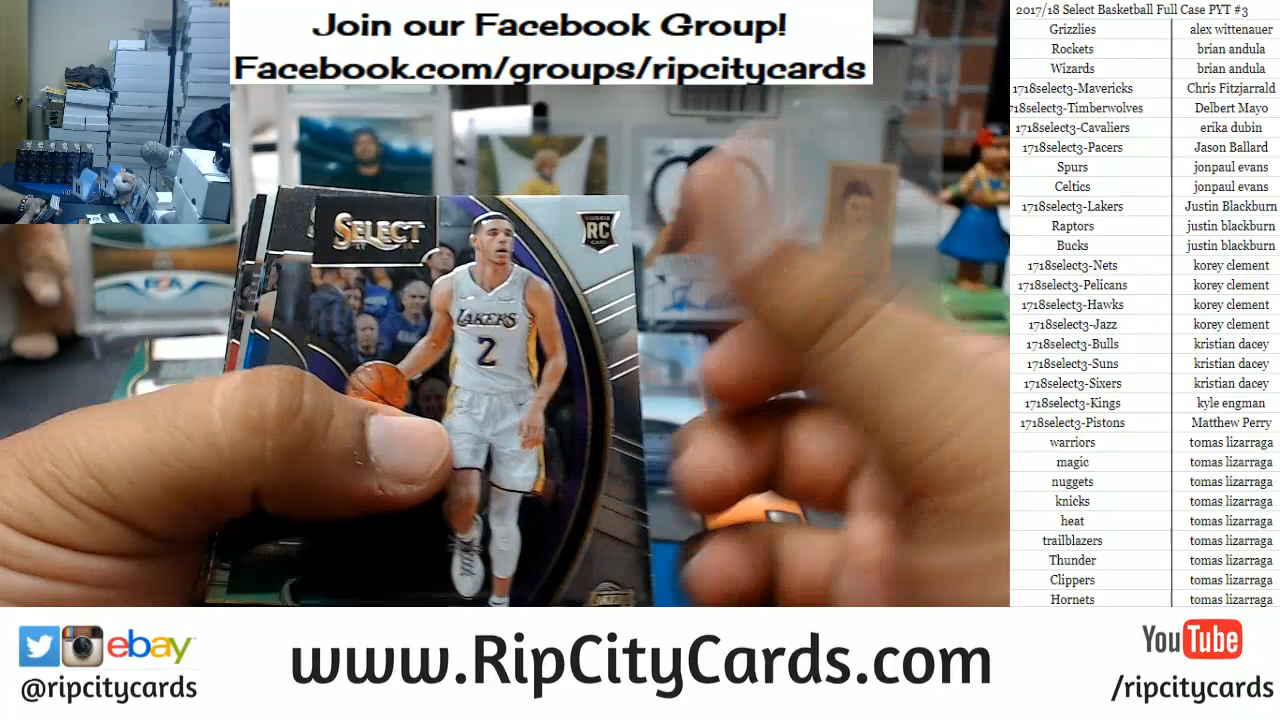 Join our Facebook Group!
Facebook.com/groups/ripcitycards
2017/18 Select Basketball Full Case PYT #3
Grizzlies alex wittenauer
Rockets brian andula
Wizards brian andula
1718select3-Mavericks Chris Fitzjarrald
718select3-Timberwolves Delbert Mayo
1718select3-Cavaliers erika dubin
1718select3-Pacers Jason Ballard
Spurs jonpaul evans
Celtics jonpaul evans
1718select3-Lakers Justin Blackburn
Raptors justin blackburn
Bucks justin blackburn
1718select3-Nets korey clement
1718select3-Pelicans korey clement
1718select3-Hawks korey clement
1718select3-Jazz korey clement
1718select3-Bulls kristian dacey
1718select3-Suns kristian dacey
1718select3-Sixers kristian dacey
1718select3-Kings kyle engman
1718select3-Pistons Matthew Perry
warriors tomas lizarraga
magic tomas lizarraga
nuggets tomas lizarraga
knicks tomas lizarraga
heat tomas lizarraga
trailblazers tomas lizarraga
Thunder tomas lizarraga
Clippers tomas lizarraga
Hornets tomas lizarraga
SELECT
ROOKIE
RC
CARD
LAKERS
2
ebay
@ripcitycards
www.RipCityCards.com
YouTube
/ripcitycards